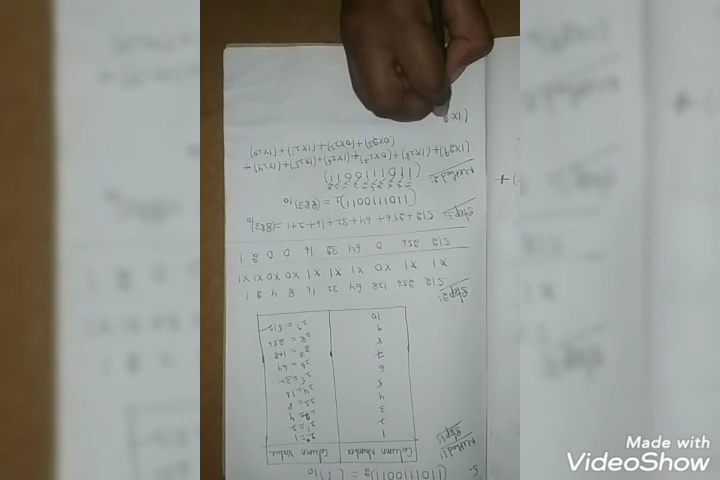 5. (1101110011)₂ = ( ? )₁₀
Method 1:
Step 1:
Column Number Column Value
1 2⁰ = 1
2 2¹ = 2
3 2² = 4
4 2³ = 8
5 2⁴ = 16
6 2⁵ = 32
7 2⁶ = 64
8 2⁷ = 128
9 2⁸ = 256
10 2⁹ = 512
Step 2:
512 256 128 64 32 16 8 4 2 1
X1 X1 X0 X1 X1 X1 X0 X0 X1 X1
512 256 0 64 32 16 0 0 2 1
Step 3:
512 + 256 + 64 + 32 + 16 + 2 + 1 = (883)₁₀
(1101110011)₂ = (883)₁₀
Method 2:
(1101110011)
(1x2⁹) + (1x2⁸) + (0x2⁷) + (1x2⁶) + (1x2⁵) + (1x2⁴) +
(0x2³) + (0x2²) + (1x2¹) + (1x2⁰)
(1x
Made with
VideoShow